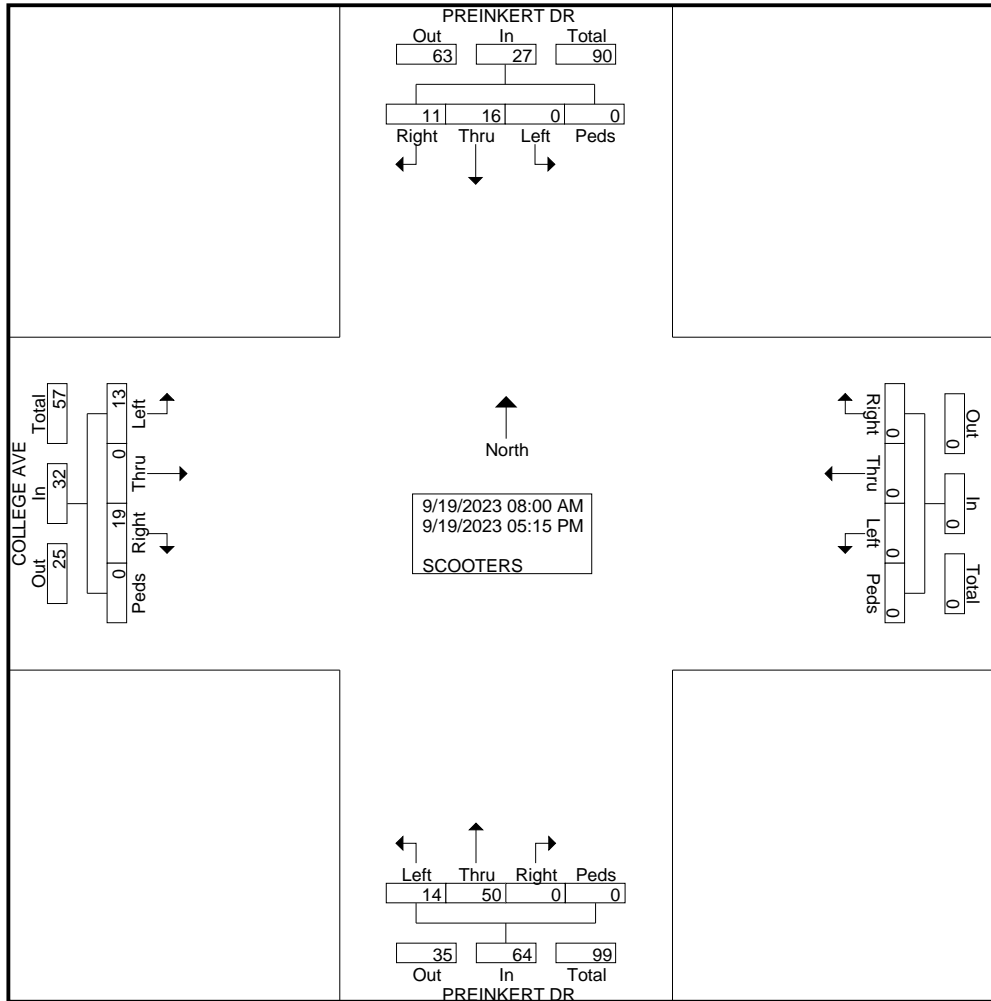 PREINKERT DR
Out In Total
63 27 90
11 16 0 0
Right Thru Left Peds
COLLEGE AVE
Total In Out
57 32 25
13 0 19 0
Left Thru Right Peds
North
9/19/2023 08:00 AM
9/19/2023 05:15 PM
SCOOTERS
Right Thru Left Peds
0 0 0 0
Out In Total
0 0 0
Left Thru Right Peds
14 50 0 0
35 64 99
Out In Total
PREINKERT DR